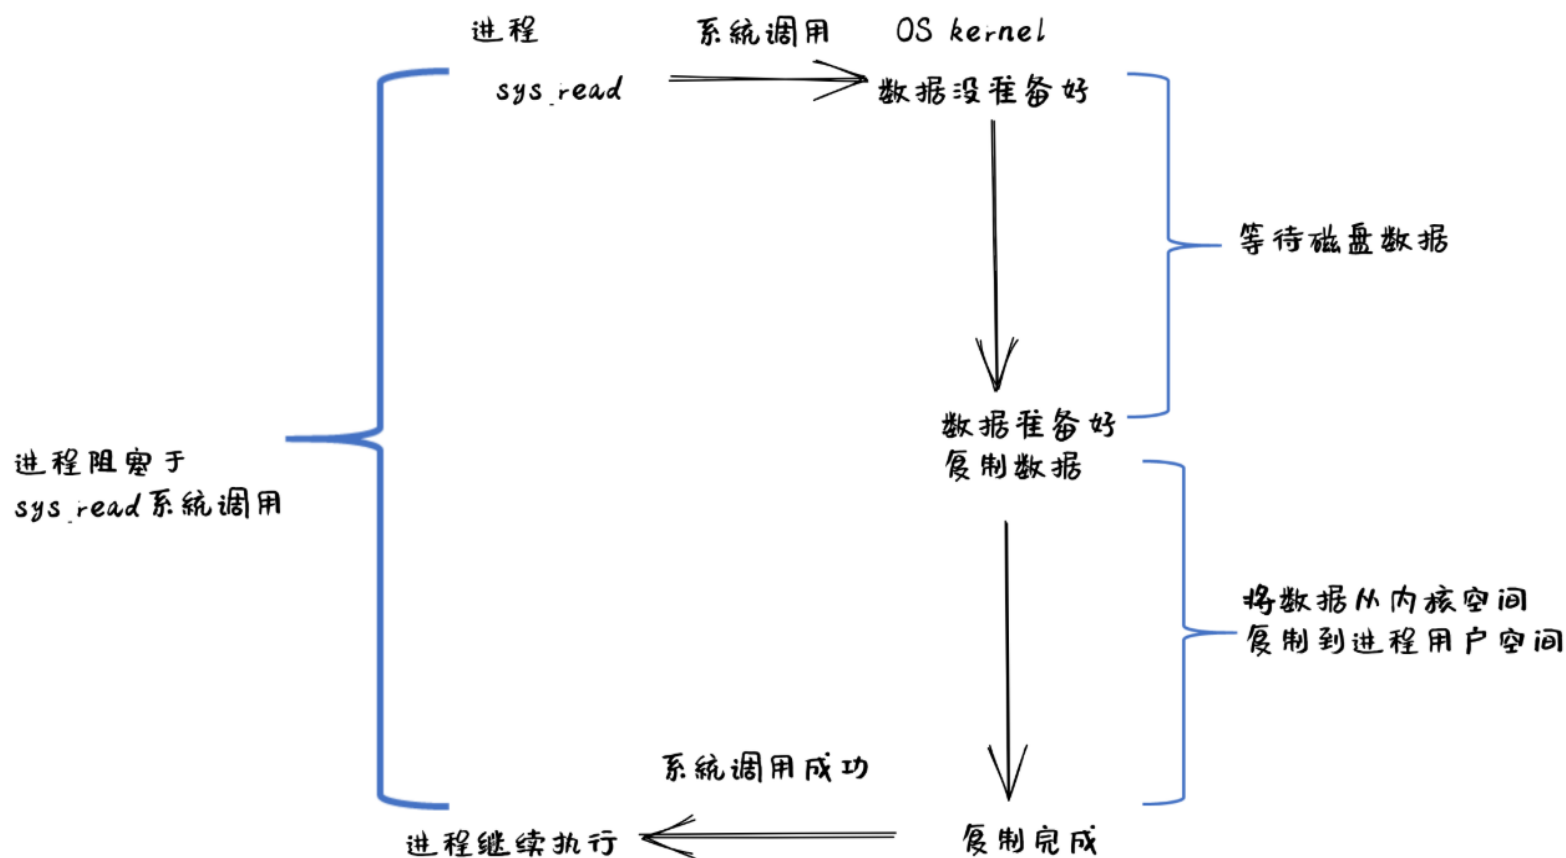 进程
系统调用
OS kernel
sys_read
数据没准备好
等待磁盘数据
数据准备好
复制数据
进程阻塞于
sys_read系统调用
将数据从内核空间
复制到进程用户空间
系统调用成功
进程继续执行
复制完成